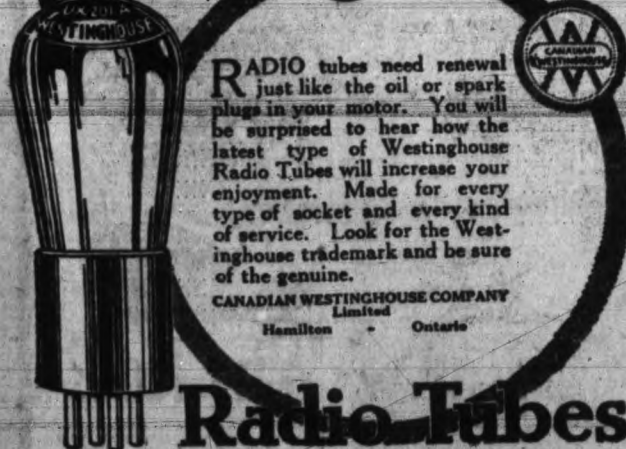 UX-201A
WESTINGHOUSE
CANADIAN
WESTINGHOUSE
RADIO tubes need renewal
just like the oil or spark
plugs in your motor. You will
be surprised to hear how the
latest type of Westinghouse
Radio Tubes will increase your
enjoyment. Made for every
type of socket and every kind
of service. Look for the West-
inghouse trademark and be sure
of the genuine.
CANADIAN WESTINGHOUSE COMPANY
Limited
Hamilton - Ontario
Radio Tubes